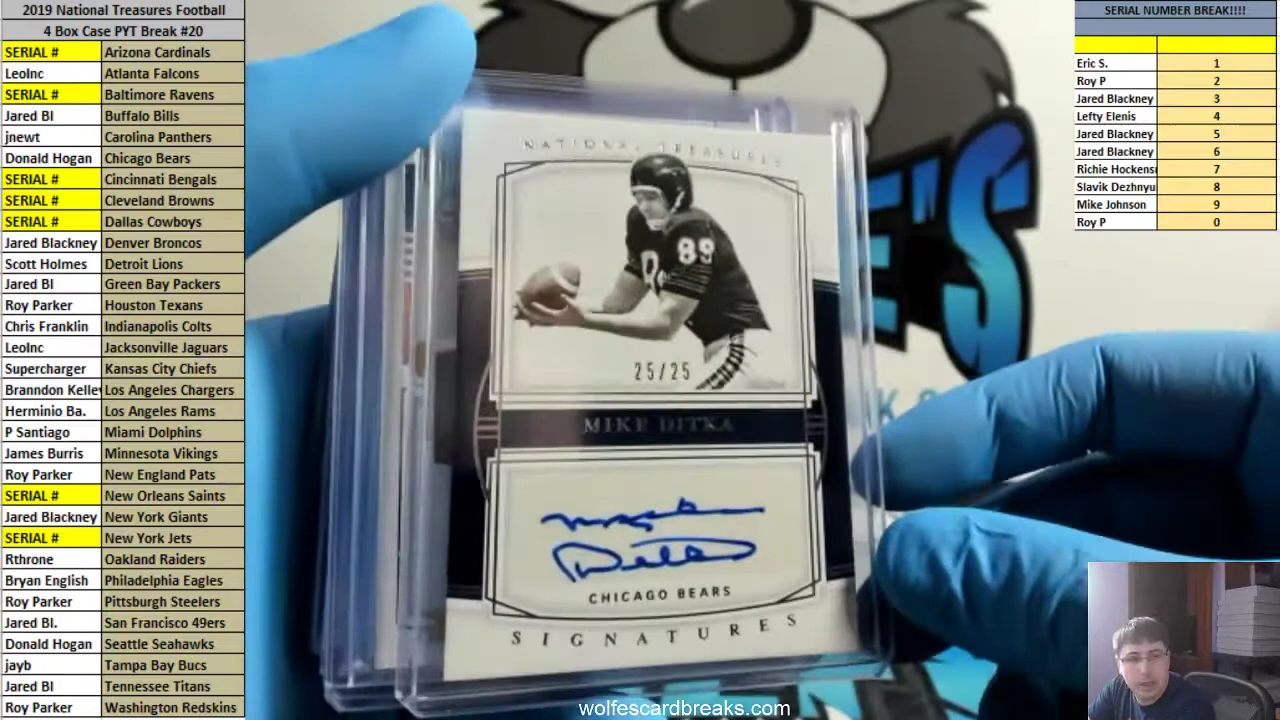 2019 National Treasures Football
4 Box Case PYT Break #20
SERIAL # Arizona Cardinals
LeoInc Atlanta Falcons
SERIAL # Baltimore Ravens
Jared Bl Buffalo Bills
jnewt Carolina Panthers
Donald Hogan Chicago Bears
SERIAL # Cincinnati Bengals
SERIAL # Cleveland Browns
SERIAL # Dallas Cowboys
Jared Blackney Denver Broncos
Scott Holmes Detroit Lions
Jared Bl Green Bay Packers
Roy Parker Houston Texans
Chris Franklin Indianapolis Colts
LeoInc Jacksonville Jaguars
Supercharger Kansas City Chiefs
Branndon Kelley Los Angeles Chargers
Herminio Ba. Los Angeles Rams
P Santiago Miami Dolphins
James Burris Minnesota Vikings
Roy Parker New England Pats
SERIAL # New Orleans Saints
Jared Blackney New York Giants
SERIAL # New York Jets
Rthrone Oakland Raiders
Bryan English Philadelphia Eagles
Roy Parker Pittsburgh Steelers
Jared Bl. San Francisco 49ers
Donald Hogan Seattle Seahawks
jayb Tampa Bay Bucs
Jared Bl Tennessee Titans
Roy Parker Washington Redskins
NATIONAL TREASURES
89
25/25
MIKE DITKA
Mike
Ditka
CHICAGO BEARS
SIGNATURES
E'S
wolfescardbreaks.com
SERIAL NUMBER BREAK!!!!
Eric S. 1
Roy P 2
Jared Blackney 3
Lefty Elenis 4
Jared Blackney 5
Jared Blackney 6
Richie Hockens 7
Slavik Dezhnyu 8
Mike Johnson 9
Roy P 0